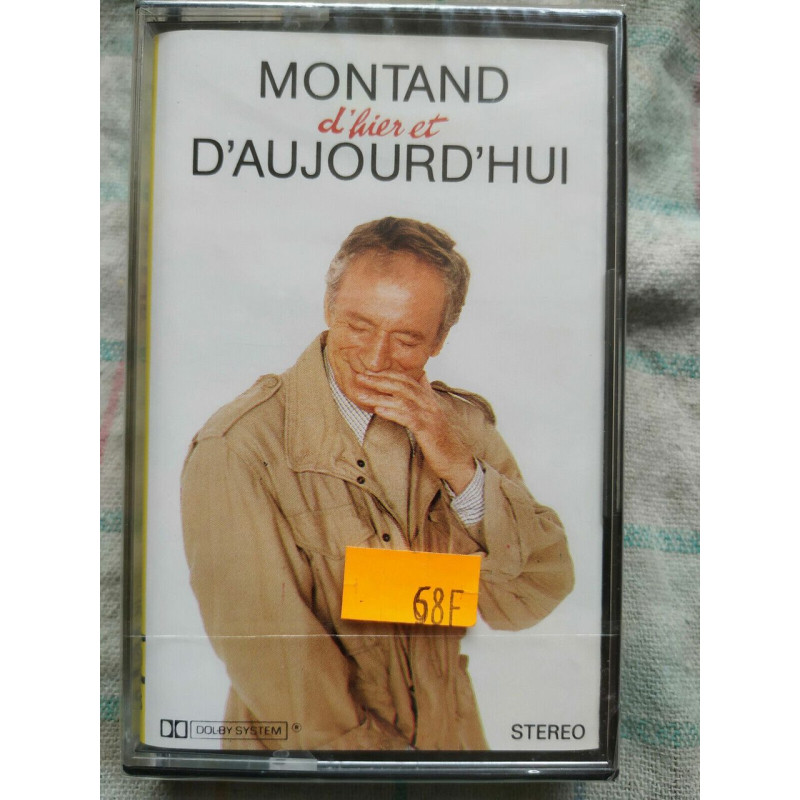 MONTAND
d'hier et
D'AUJOURD'HUI
68F
DOLBY SYSTEM ®
STEREO